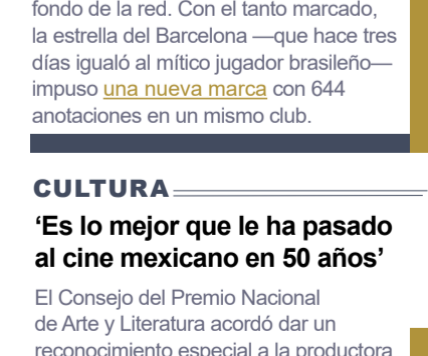 fondo de la red. Con el tanto marcado,
la estrella del Barcelona —que hace tres
días igualó al mítico jugador brasileño—
impuso una nueva marca con 644
anotaciones en un mismo club.
CULTURA
‘Es lo mejor que le ha pasado
al cine mexicano en 50 años’
El Consejo del Premio Nacional
de Arte y Literatura acordó dar un
reconocimiento especial a la productora